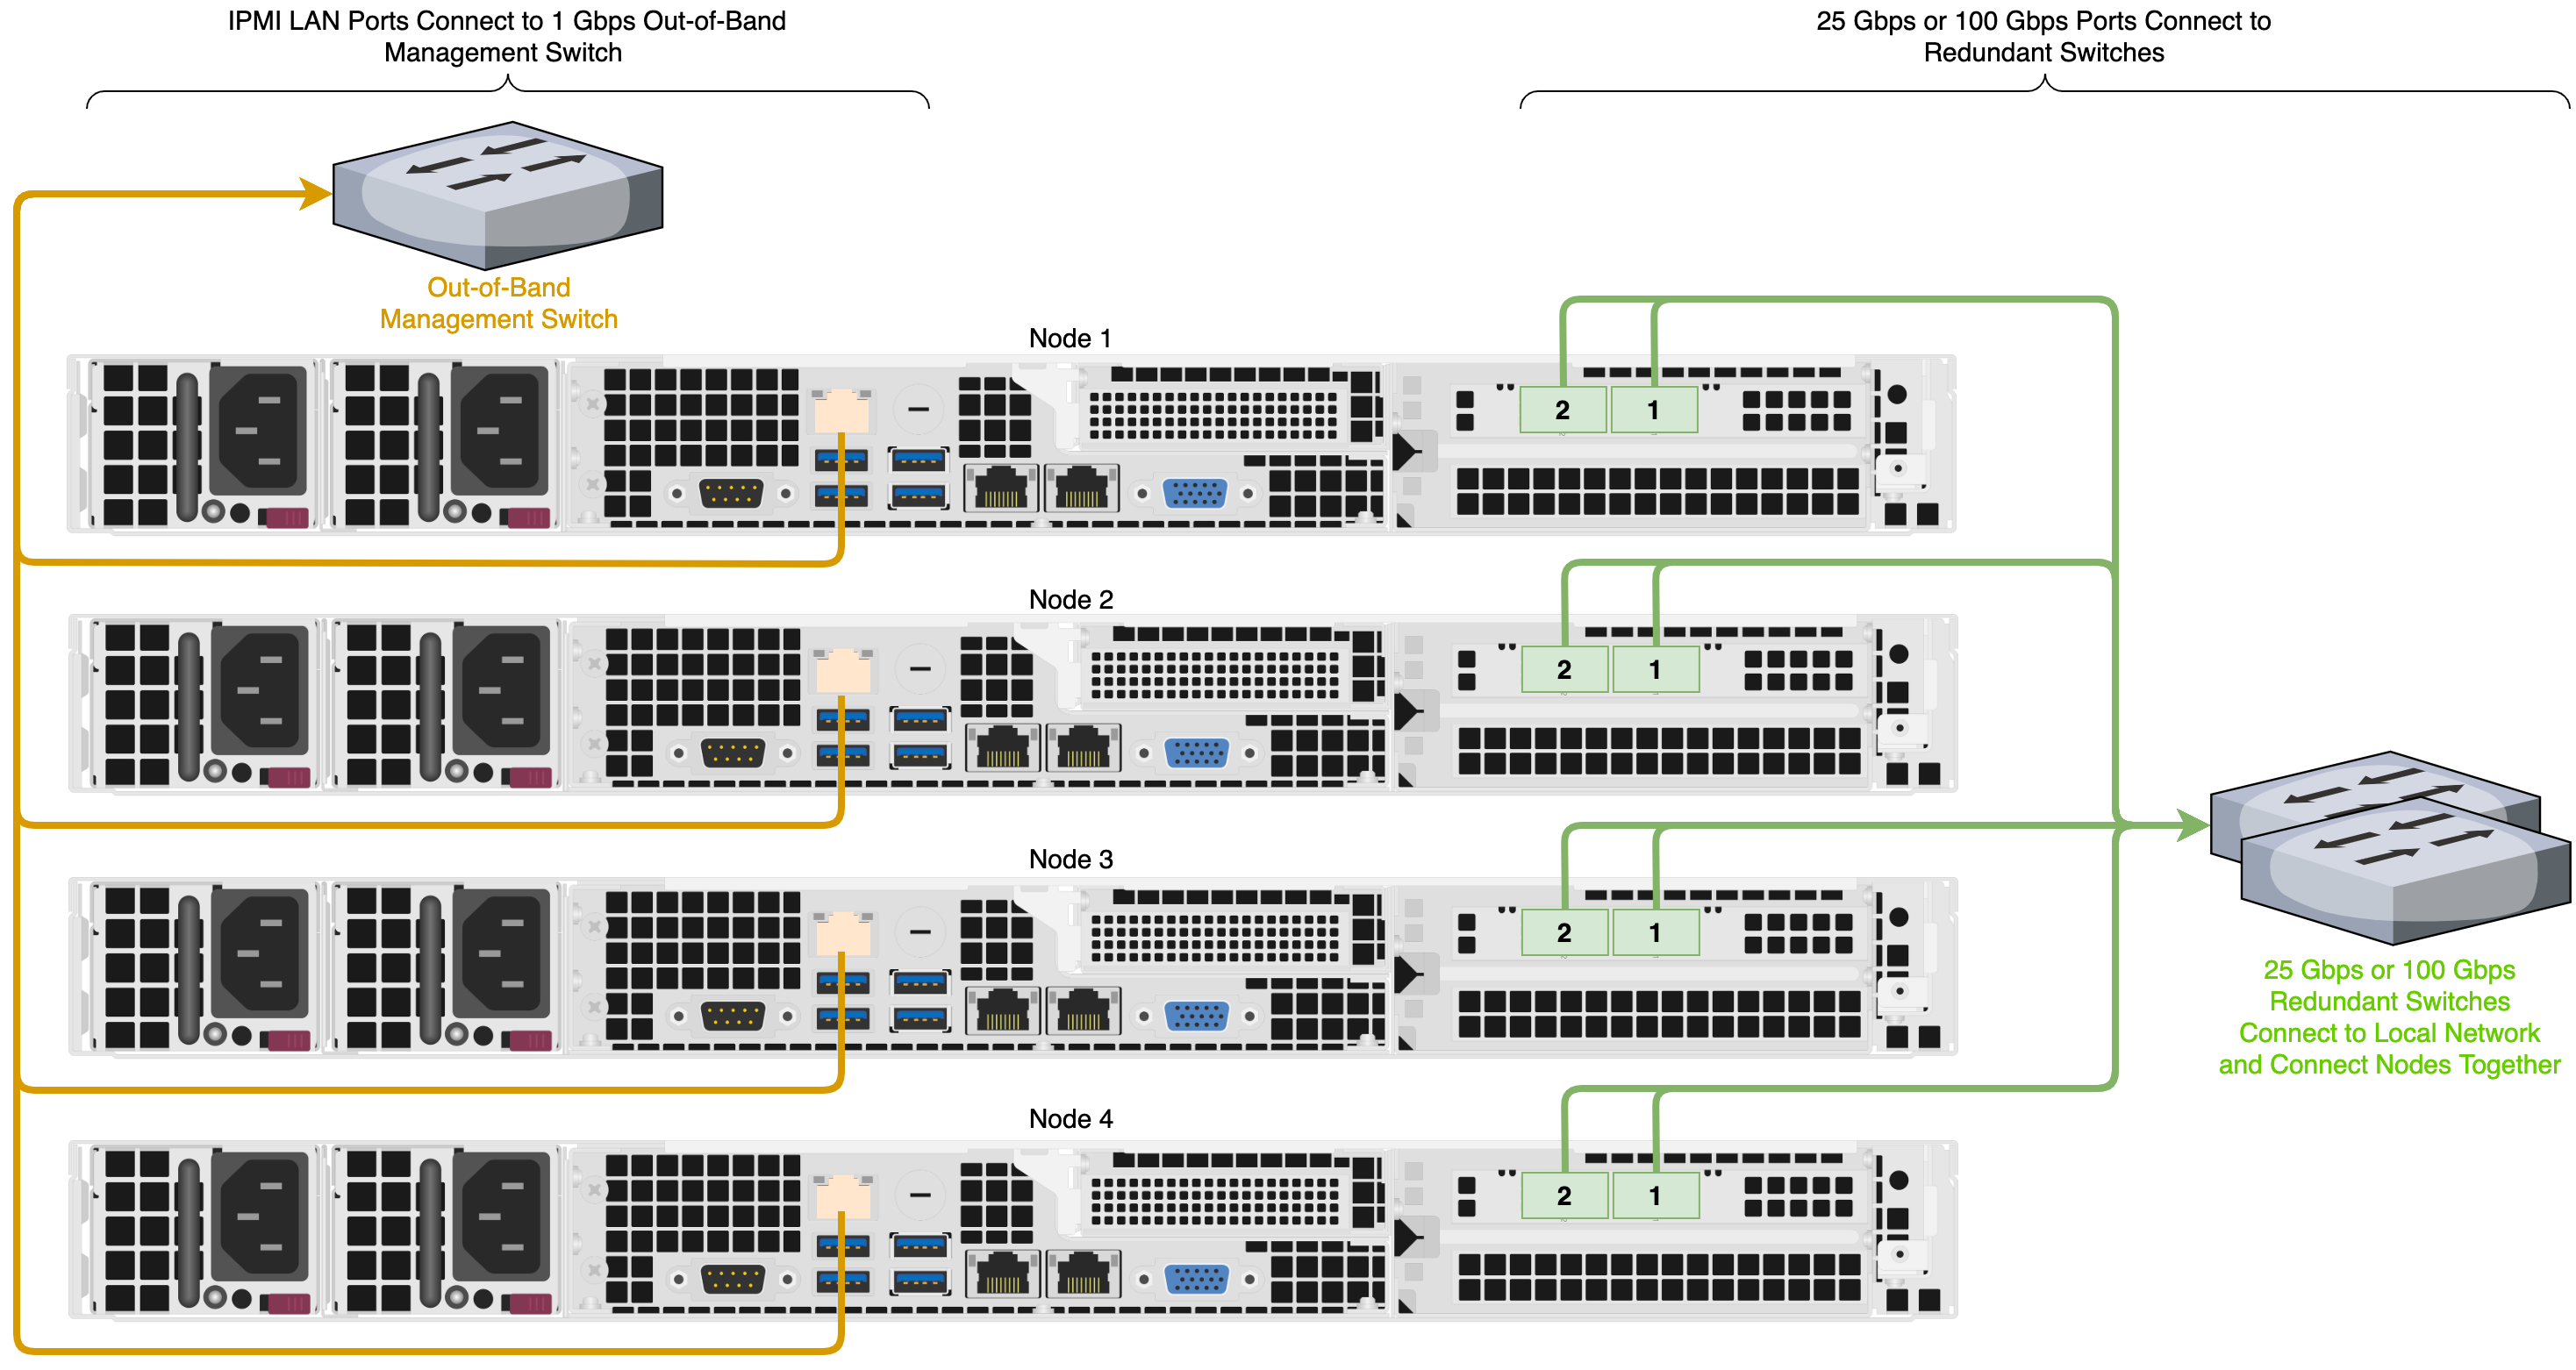 IPMI LAN Ports Connect to 1 Gbps Out-of-Band
Management Switch
25 Gbps or 100 Gbps Ports Connect to
Redundant Switches
Out-of-Band
Management Switch
Node 1
2 1
Node 2
2 1
Node 3
2 1
25 Gbps or 100 Gbps
Redundant Switches
Connect to Local Network
and Connect Nodes Together
Node 4
2 1